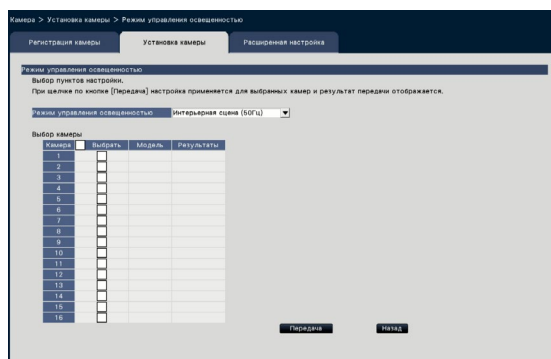 Камера > Установка камеры > Режим управления освещенностью
Регистрация камеры Установка камеры Расширенная настройка
Режим управления освещенностью
Выбор пунктов настройки.
При щелчке по кнопке [Передача] настройка применяется для выбранных камер и результат передачи отображается.
Режим управления освещенностью Интерьерная сцена (50Гц)
Выбор камеры
Камера Выбрать Модель Результаты
1
2
3
4
5
6
7
8
9
10
11
12
13
14
15
16
Передача Назад